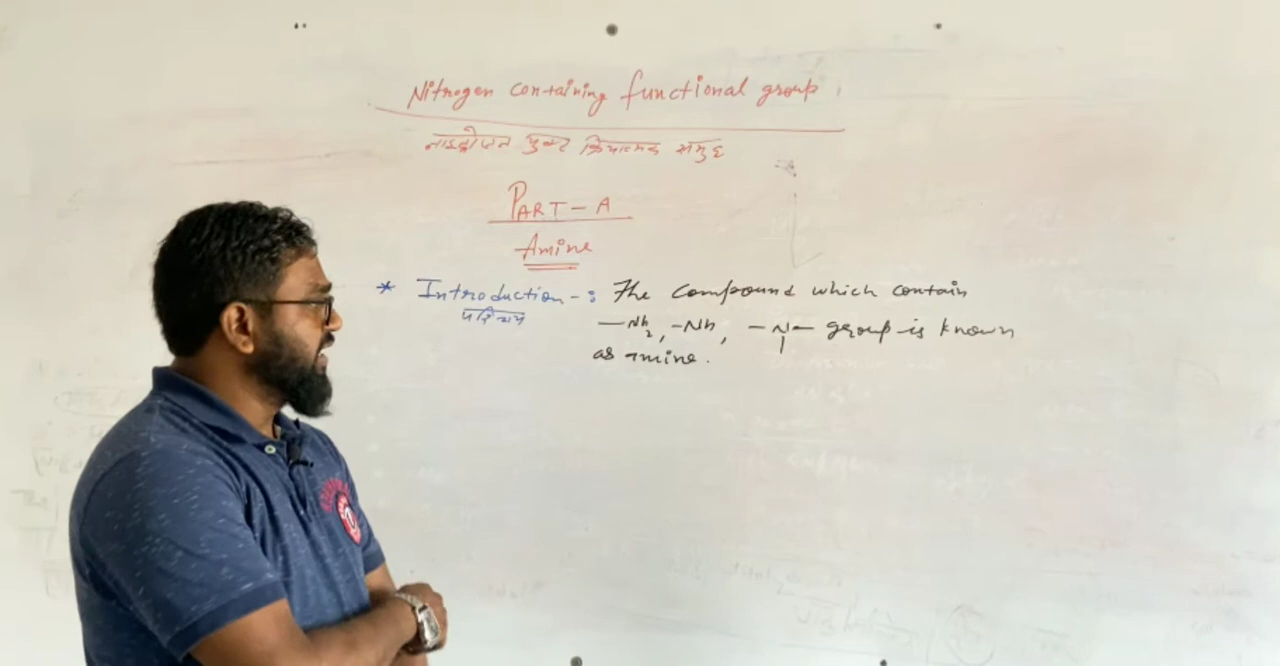 Nitrogen containing functional group
नाइट्रोजन युक्त क्रियात्मक समुह
PART-A
Amine
* Introduction-: The compound which contain
परिचय
—NH₂, -NH, —N— group is known
as amine.